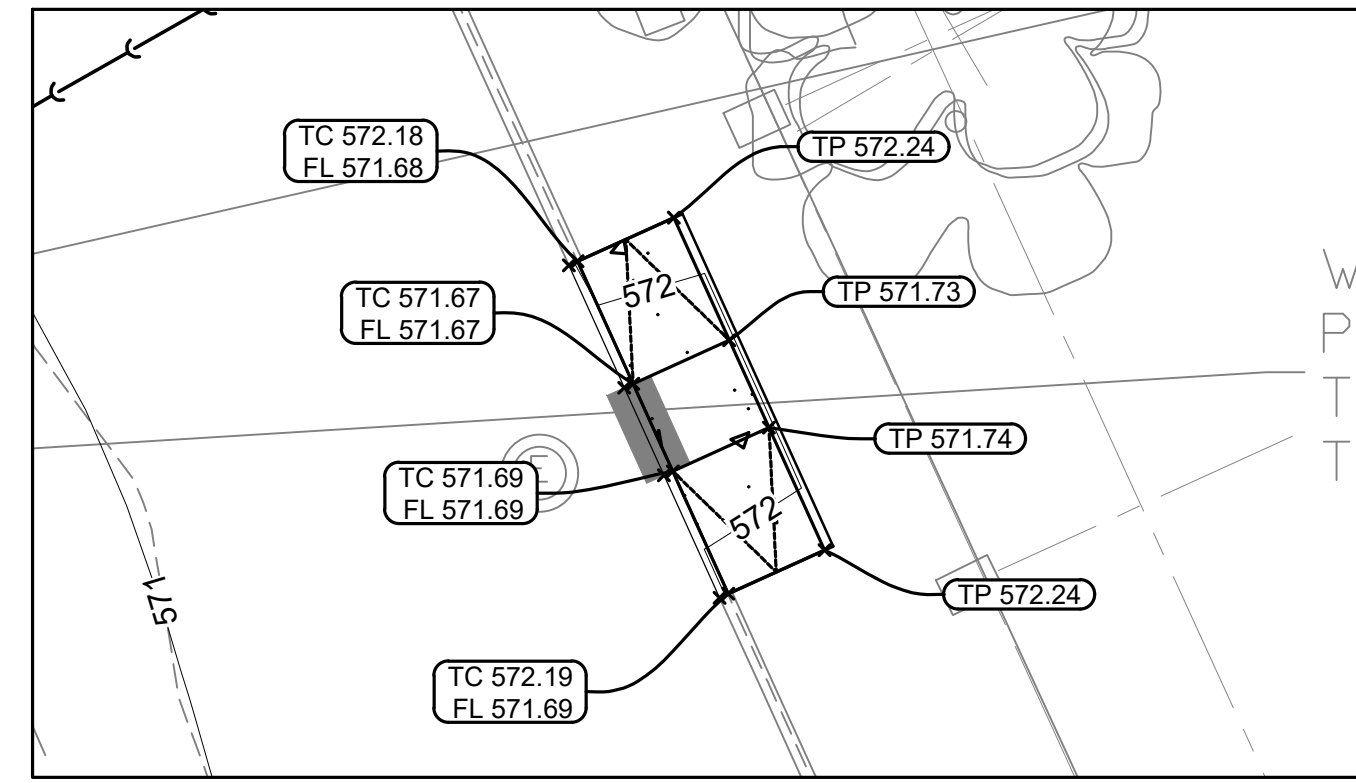 TC 572.18
FL 571.68
TP 572.24
TC 571.67
FL 571.67
572
TP 571.73
W
P
T
T
TC 571.69
FL 571.69
E
TP 571.74
572
571
TP 572.24
TC 572.19
FL 571.69